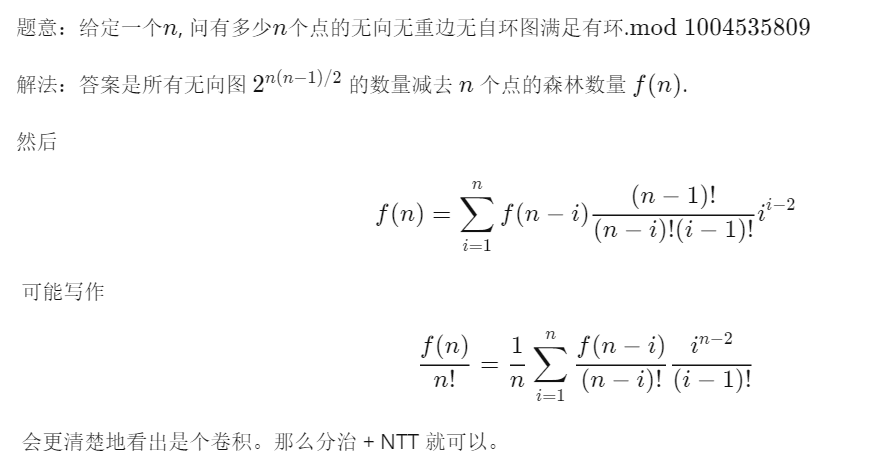 题意：给定一个n, 问有多少n个点的无向无重边无自环图满足有环.mod 1004535809
解法：答案是所有无向图 2^{n(n−1)/2} 的数量减去 n 个点的森林数量 f(n).
然后
f(n) = \sum_{i=1}^{n} f(n − i) \frac{(n − 1)!}{(n − i)!(i − 1)!} i^{i−2}
可能写作
\frac{f(n)}{n!} = \frac{1}{n} \sum_{i=1}^{n} \frac{f(n − i)}{(n − i)!} \frac{i^{n−2}}{(i − 1)!}
会更清楚地看出是个卷积。那么分治 + NTT 就可以。